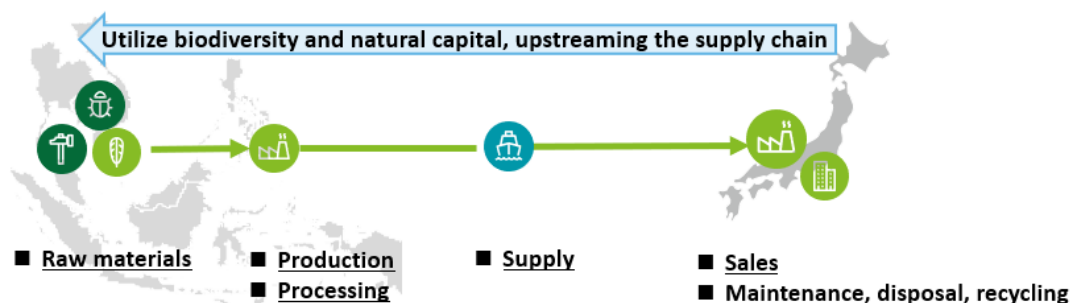 Utilize biodiversity and natural capital, upstreaming the supply chain
■ Raw materials
■ Production
■ Processing
■ Supply
■ Sales
■ Maintenance, disposal, recycling